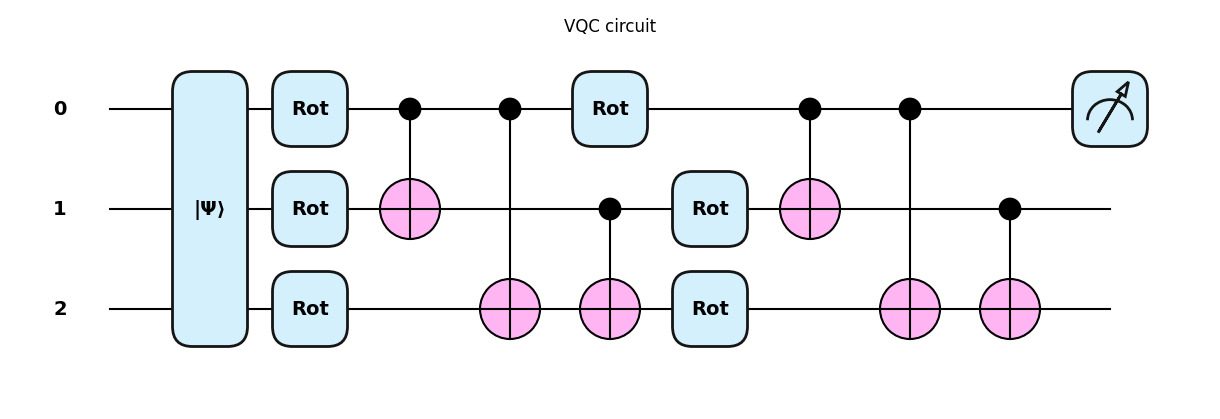 VQC circuit
0 Rot Rot
1 |Ψ⟩ Rot Rot
2 Rot Rot